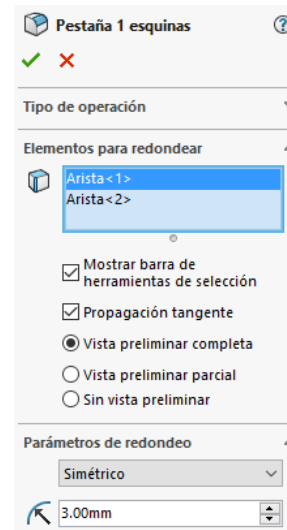 Pestaña 1 esquinas
Tipo de operación
Elementos para redondear
Arista<1>
Arista<2>
Mostrar barra de
herramientas de selección
Propagación tangente
Vista preliminar completa
Vista preliminar parcial
Sin vista preliminar
Parámetros de redondeo
Simétrico
3.00mm